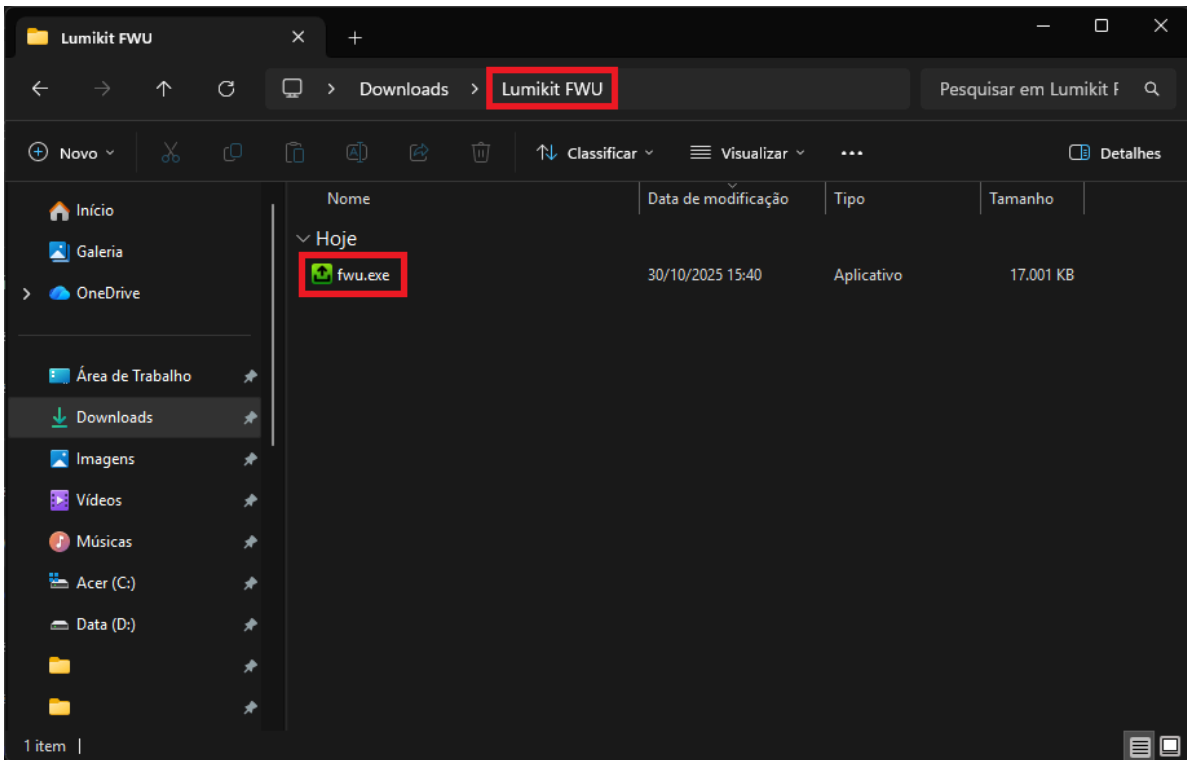 Lumikit FWU
Downloads > Lumikit FWU
Pesquisar em Lumikit F
Novo
Classificar
Visualizar
Detalhes
Nome Data de modificação Tipo Tamanho
Hoje
fwu.exe 30/10/2025 15:40 Aplicativo 17.001 KB
Início
Galeria
OneDrive
Área de Trabalho
Downloads
Imagens
Vídeos
Músicas
Acer (C:)
Data (D:)
1 item